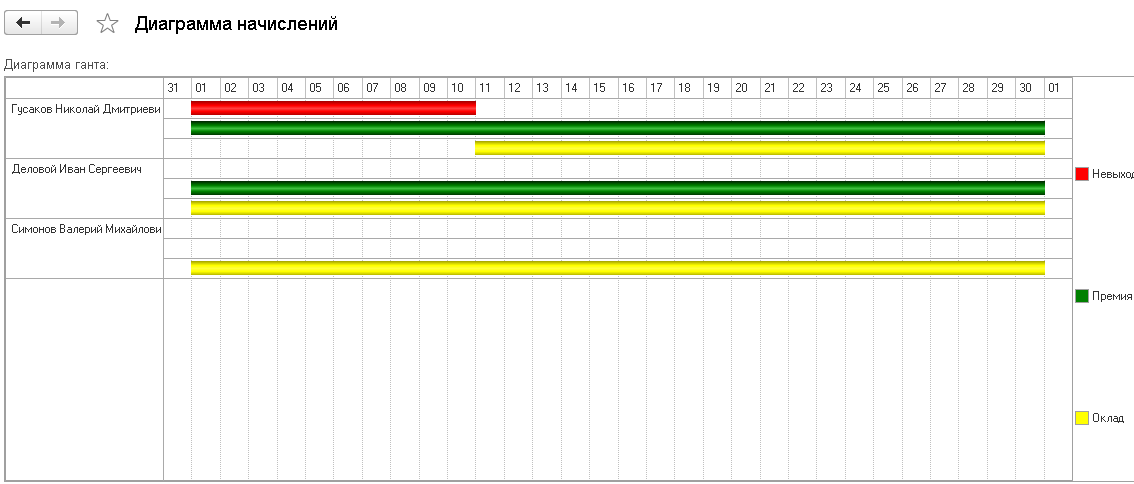 Диаграмма начислений
Диаграмма ганта:
31 01 02 03 04 05 06 07 08 09 10 11 12 13 14 15 16 17 18 19 20 21 22 23 24 25 26 27 28 29 30 01
Гусаков Николай Дмитриеви
Деловой Иван Сергеевич
Невыход
Симонов Валерий Михайлови
Премия
Оклад